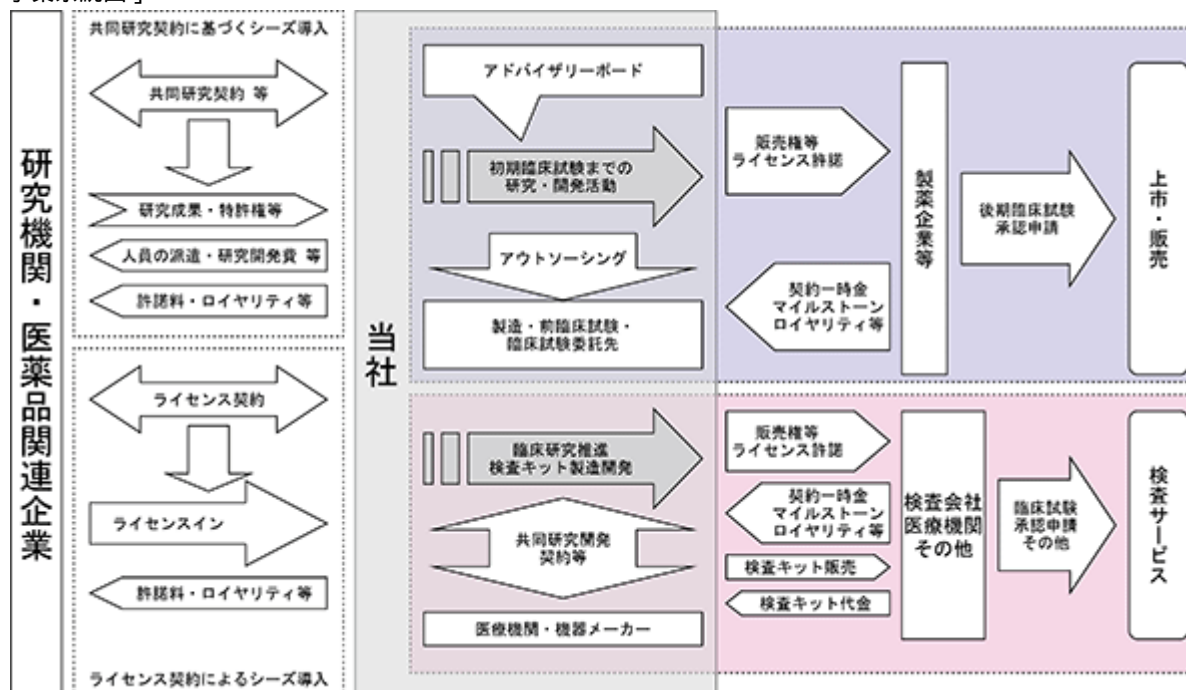 研究機関・医薬品関連企業
共同研究契約に基づくシーズ導入
共同研究契約 等
研究成果・特許権等
人員の派遣・研究開発費 等
許諾料・ロイヤリティ等
ライセンス契約
ライセンスイン
許諾料・ロイヤリティ等
ライセンス契約によるシーズ導入
当社
アドバイザリーボード
初期臨床試験までの
研究・開発活動
アウトソーシング
製造・前臨床試験・
臨床試験委託先
販売権等
ライセンス許諾
契約一時金
マイルストーン
ロイヤリティ等
製薬企業等
後期臨床試験
承認申請
上市・販売
臨床研究推進
検査キット製造開発
共同研究開発
契約等
医療機関・機器メーカー
販売権等
ライセンス許諾
契約一時金
マイルストーン
ロイヤリティ等
検査キット販売
検査キット代金
検査会社
医療機関
その他
臨床試験
承認申請
その他
検査サービス